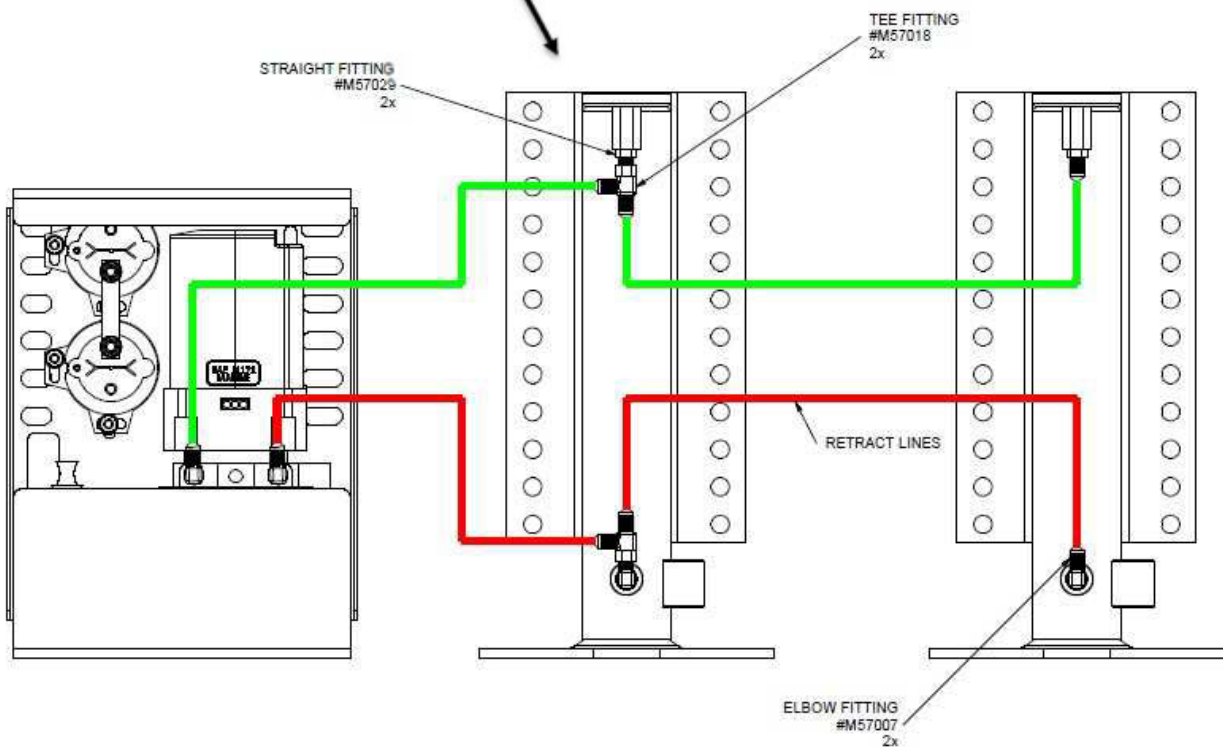 TEE FITTING
#M57018
2x
STRAIGHT FITTING
#M57029
2x
RETRACT LINES
ELBOW FITTING
#M57007
2x